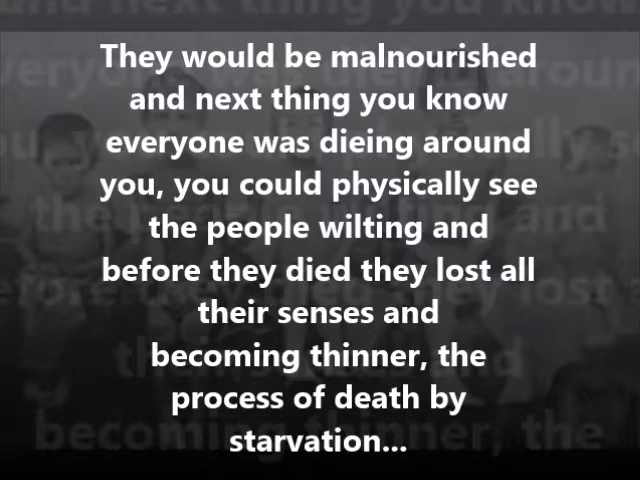 They would be malnourished
and next thing you know
everyone was dieing around
you, you could physically see
the people wilting and
before they died they lost all
their senses and
becoming thinner, the
process of death by
starvation...